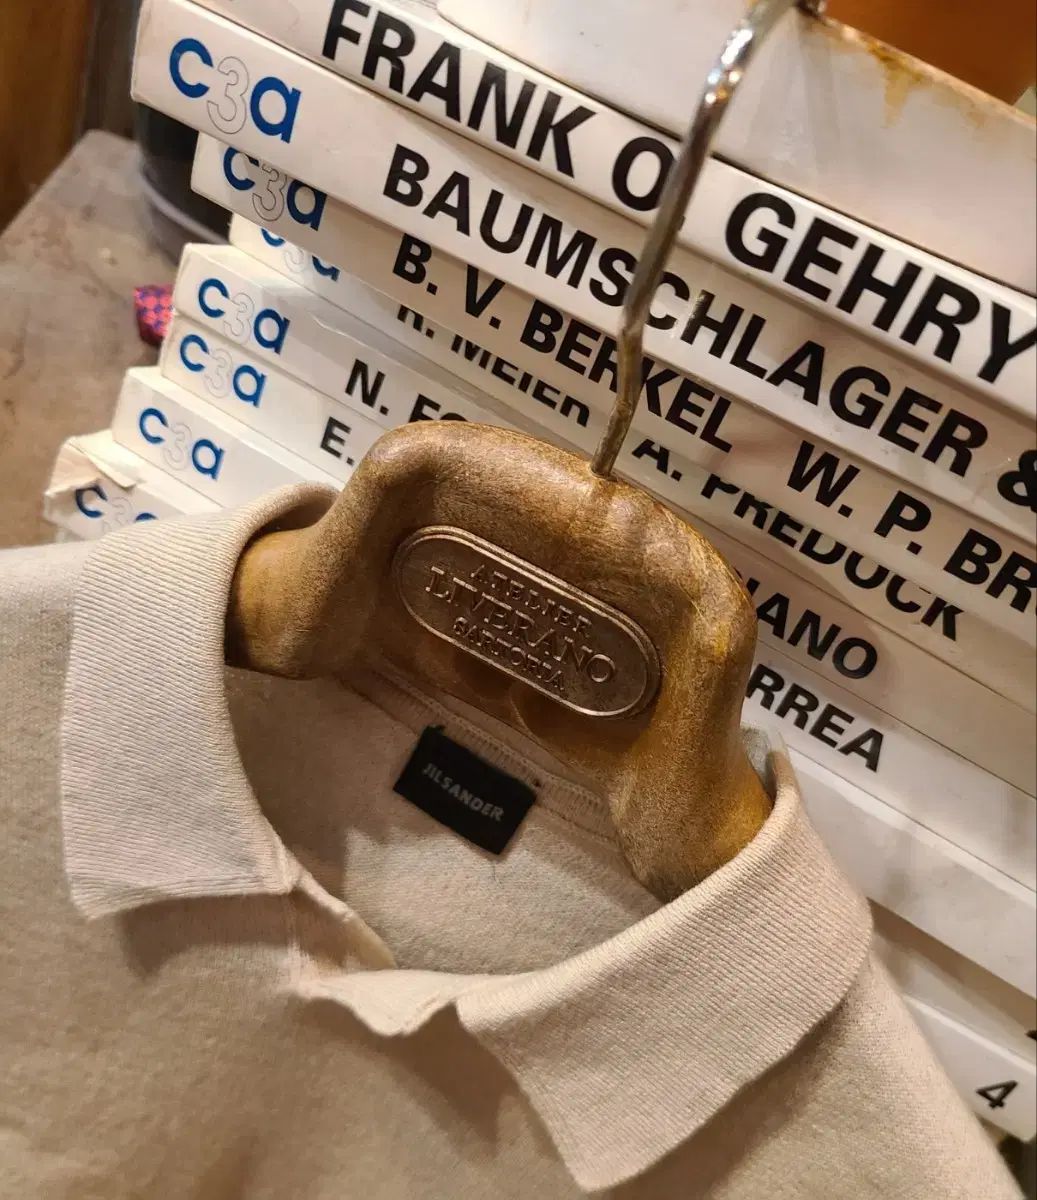 FRANK O. GEHRY
c3a
BAUMSCHLAGER &
c3a
B. V. BERKEL W. P. BR
c3a
R. MEIER A. PREDOCK
c3a
N. IANO
c3a
E. RREA
c3a
c3a
4
ATELIER
LIVERANO
SARTORIA
JILSANDER